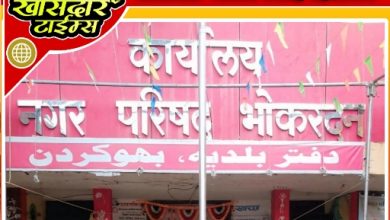 खासदार
टाईम्स
कार्यालय
नगर परिषद भोकरदन
دفتر بلدیہ، بھوکردن